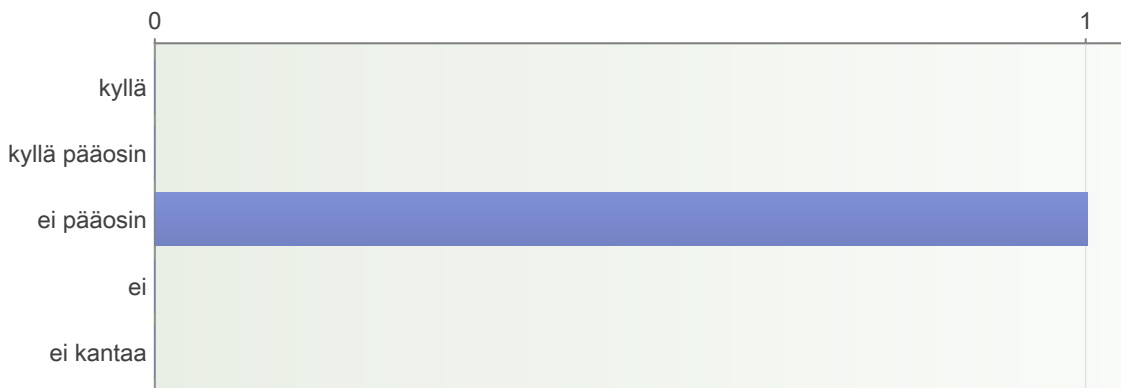 0 1
kyllä
kyllä pääosin
ei pääosin
ei
ei kantaa